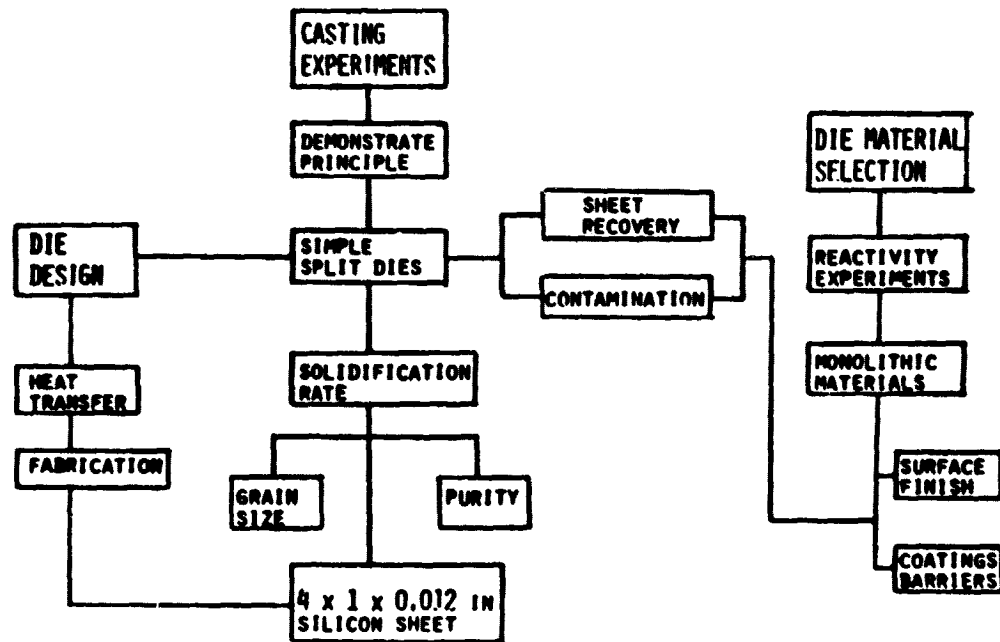 CASTING
EXPERIMENTS
DEMONSTRATE
PRINCIPLE
DIE MATERIAL
SELECTION
SHEET
RECOVERY
DIE
DESIGN
SIMPLE
SPLIT DIES
REACTIVITY
EXPERIMENTS
CONTAMINATION
HEAT
TRANSFER
SOLIDIFICATION
RATE
MONOLITHIC
MATERIALS
FABRICATION
GRAIN
SIZE
PURITY
SURFACE
FINISH
COATINGS
BARRIERS
4 x 1 x 0.012 IN
SILICON SHEET